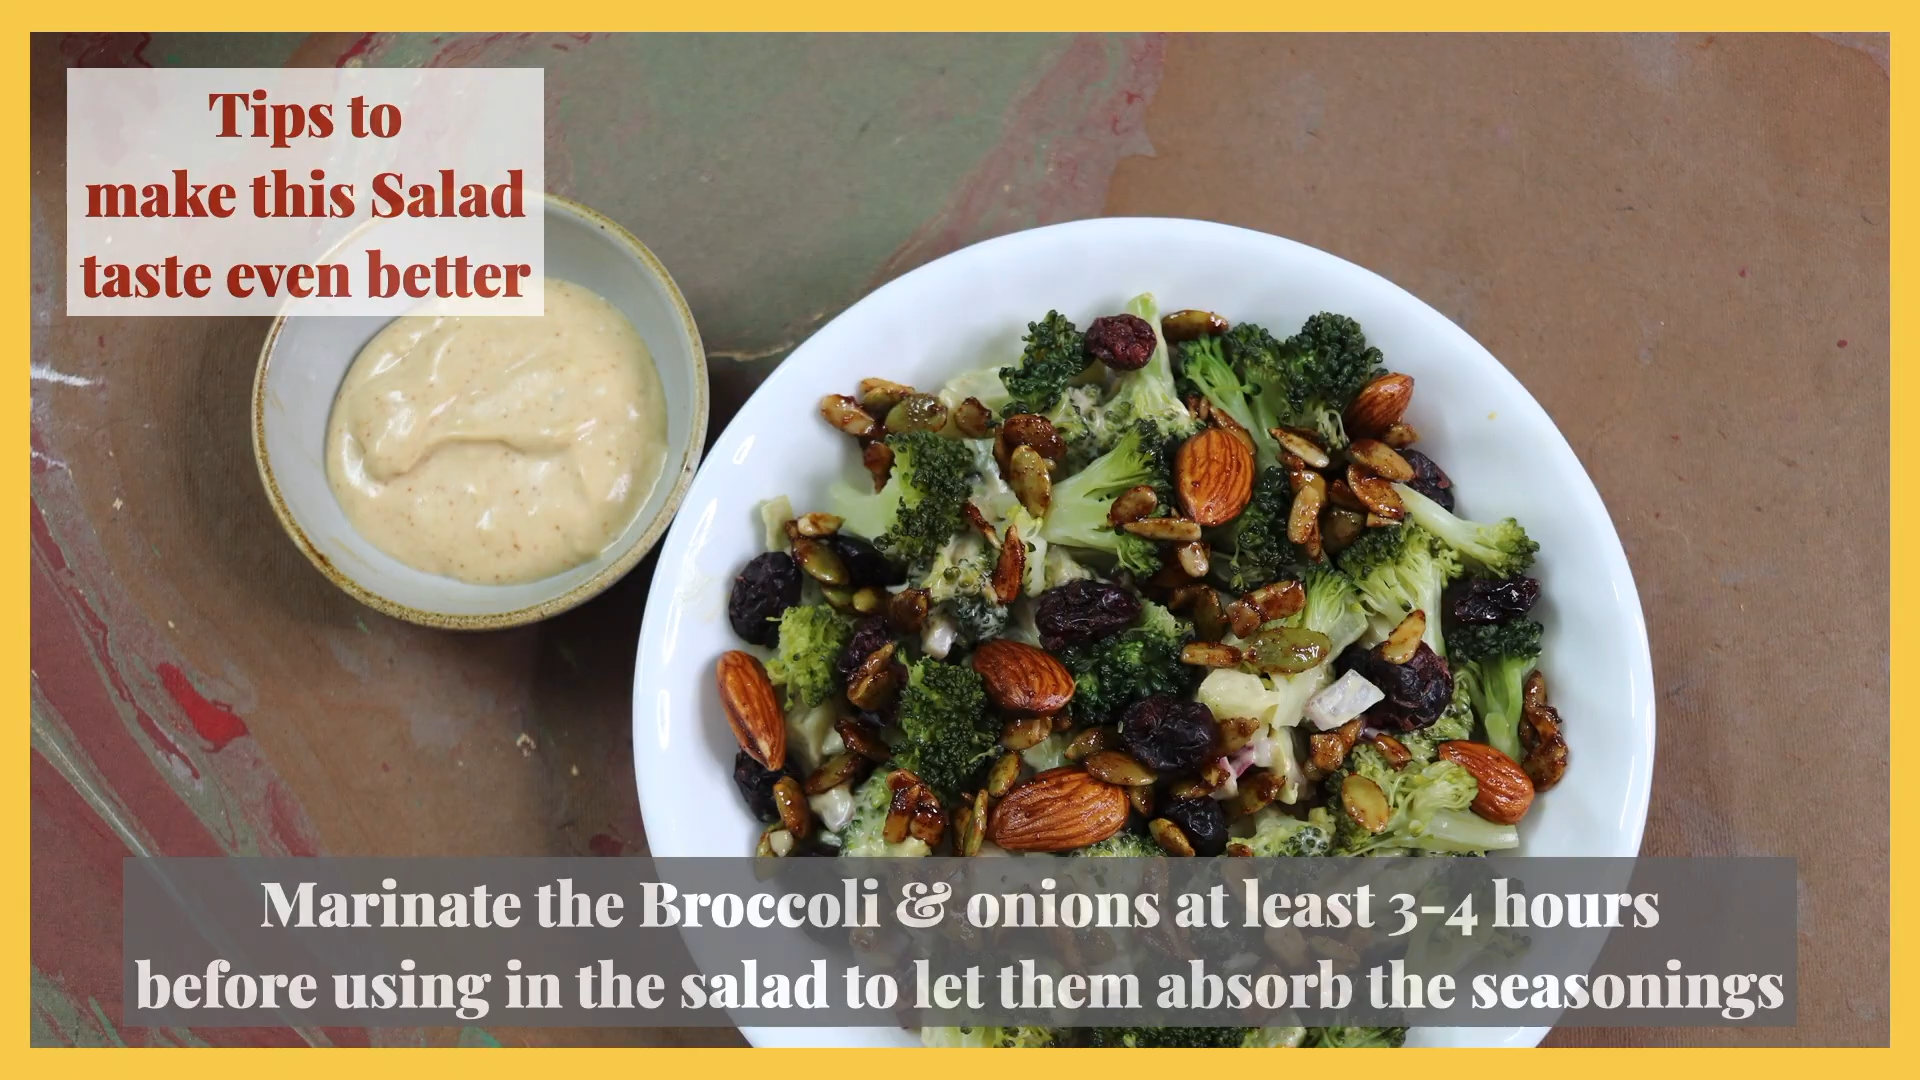 Tips to
make this Salad
taste even better
Marinate the Broccoli & onions at least 3-4 hours
before using in the salad to let them absorb the seasonings